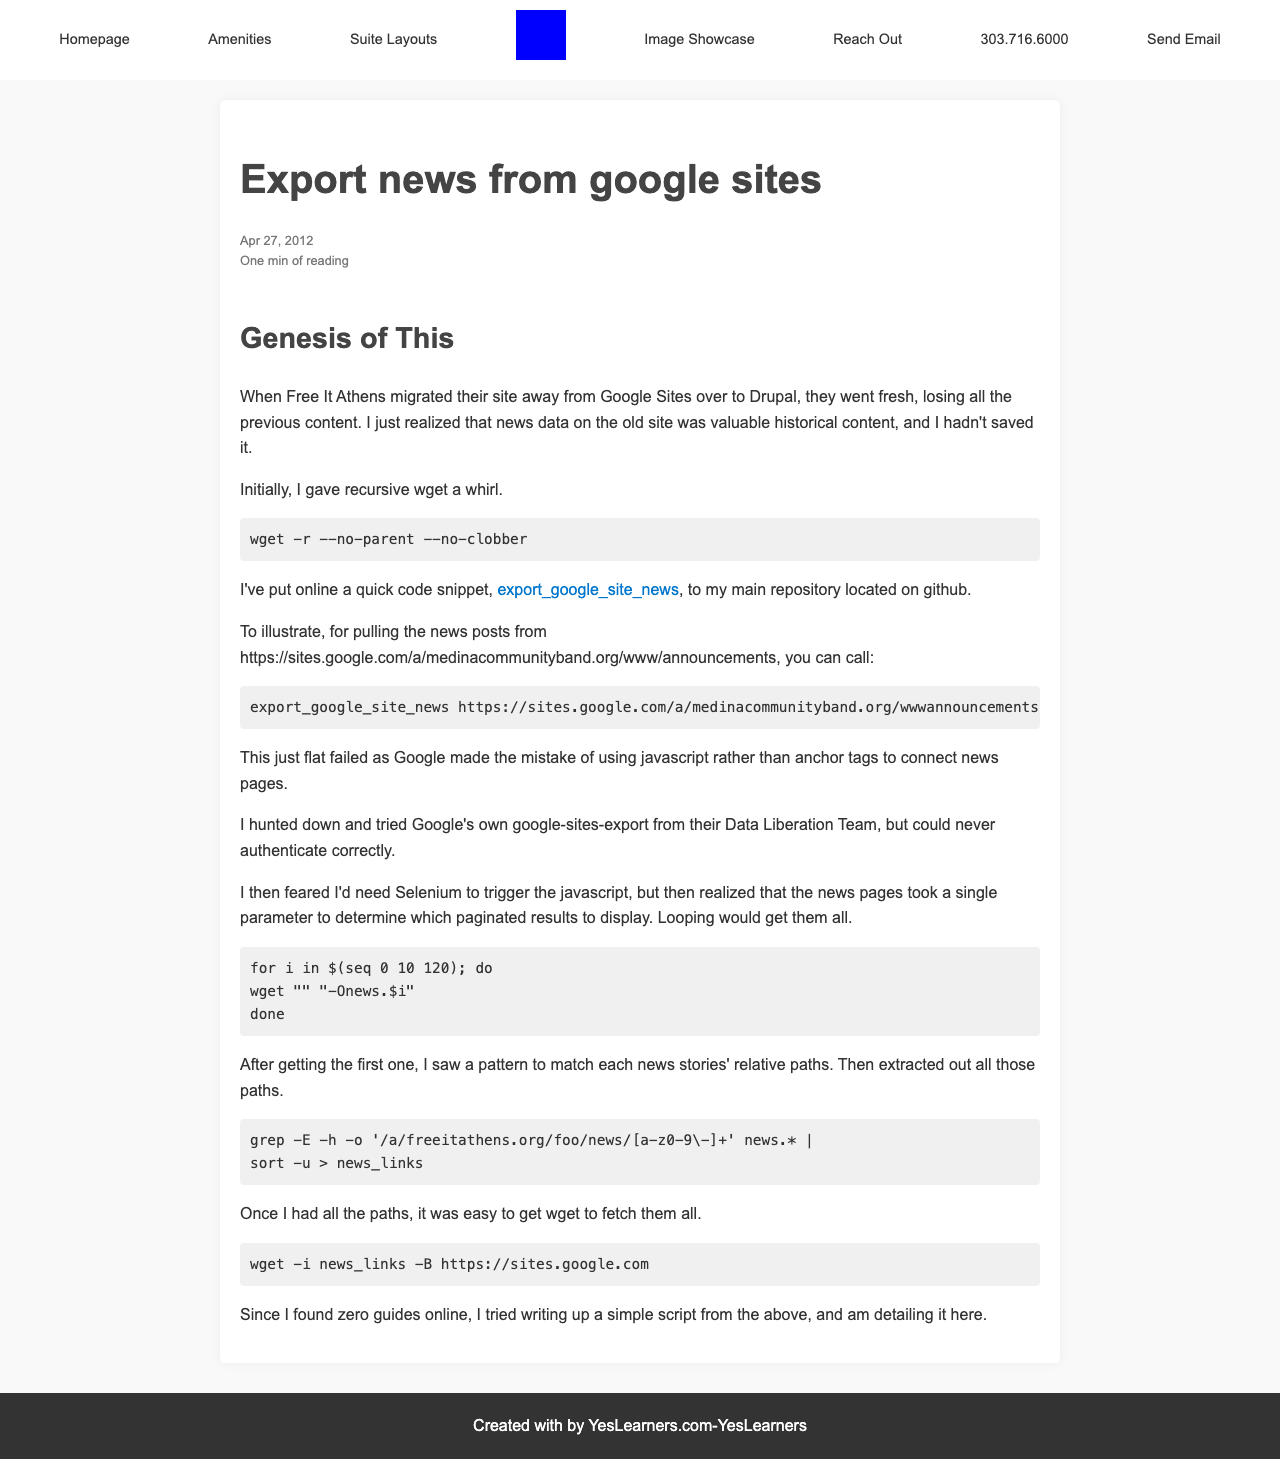 Homepage
Amenities
Suite Layouts
Image Showcase
Reach Out
303.716.6000
Send Email
Export news from google sites
Apr 27, 2012
One min of reading
Genesis of This
When Free It Athens migrated their site away from Google Sites over to Drupal, they went fresh, losing all the
previous content. I just realized that news data on the old site was valuable historical content, and I hadn't saved
it.
Initially, I gave recursive wget a whirl.
wget -r --no-parent --no-clobber
I've put online a quick code snippet, export_google_site_news, to my main repository located on github.
To illustrate, for pulling the news posts from
https://sites.google.com/a/medinacommunityband.org/www/announcements, you can call:
export_google_site_news https://sites.google.com/a/medinacommunityband.org/wwwannouncements
This just flat failed as Google made the mistake of using javascript rather than anchor tags to connect news
pages.
I hunted down and tried Google's own google-sites-export from their Data Liberation Team, but could never
authenticate correctly.
I then feared I'd need Selenium to trigger the javascript, but then realized that the news pages took a single
parameter to determine which paginated results to display. Looping would get them all.
for i in $(seq 0 10 120); do
wget "" "-Onews.$i"
done
After getting the first one, I saw a pattern to match each news stories' relative paths. Then extracted out all those
paths.
grep -E -h -o '/a/freeitathens.org/foo/news/[a-z0-9\-]+' news.* |
sort -u > news_links
Once I had all the paths, it was easy to get wget to fetch them all.
wget -i news_links -B https://sites.google.com
Since I found zero guides online, I tried writing up a simple script from the above, and am detailing it here.
Created with by YesLearners.com-YesLearners